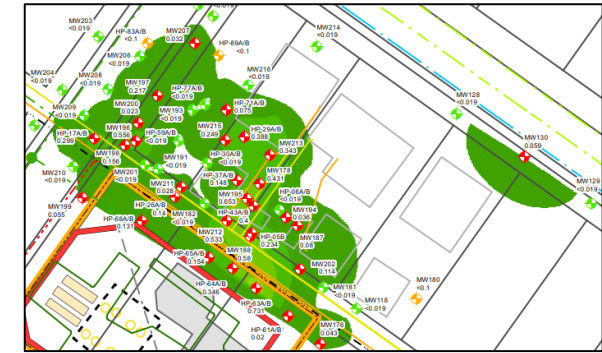 MW203
<0.019
HP-83A/B
<0.1
MW207
0.032
HP-89A/B
<0.1
MW214
<0.019
MW206
<0.019
MW204
<0.019
MW208
<0.019
MW197
0.217
HP-77A/B
<0.019
MW216
<0.019
MW128
<0.019
MW209
<0.019
MW200
0.023
MW193
<0.019
HP-71A/B
0.075
HP-17A/B
0.299
MW196
0.556
HP-59A/B
<0.019
MW215
0.249
HP-29A/B
0.388
MW213
0.343
MW130
0.059
MW198
0.156
MW191
<0.019
HP-30A/B
<0.019
MW210
<0.019
MW201
<0.019
MW211
0.028
HP-37A/B
0.148
MW178
0.431
MW129
<0.019
MW199
0.055
HP-26A/B
0.14
MW195
0.653
HP-06A/B
<0.019
HP-68A/B
0.131
MW182
<0.019
HP-43A/B
0.4
MW194
0.036
MW212
0.533
HP-05B
0.234
MW187
0.08
HP-65A/B
0.154
MW188
0.58
MW202
0.114
HP-64A/B
0.346
MW181
<0.019
MW180
<0.1
HP-63A/B
0.731
MW118
<0.019
HP-61A/B
0.02
MW176
0.043